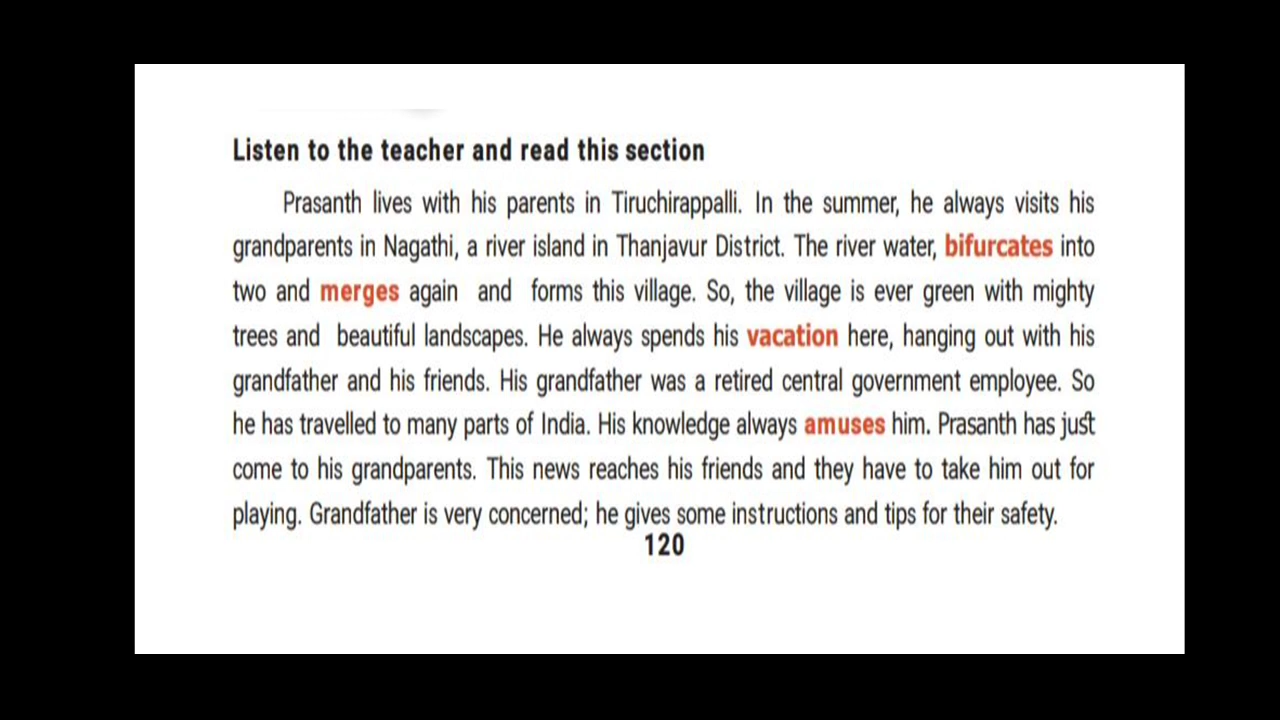 Listen to the teacher and read this section
Prasanth lives with his parents in Tiruchirappalli. In the summer, he always visits his
grandparents in Nagathi, a river island in Thanjavur District. The river water, bifurcates into
two and merges again and forms this village. So, the village is ever green with mighty
trees and beautiful landscapes. He always spends his vacation here, hanging out with his
grandfather and his friends. His grandfather was a retired central government employee. So
he has travelled to many parts of India. His knowledge always amuses him. Prasanth has just
come to his grandparents. This news reaches his friends and they have to take him out for
playing. Grandfather is very concerned; he gives some instructions and tips for their safety.
120